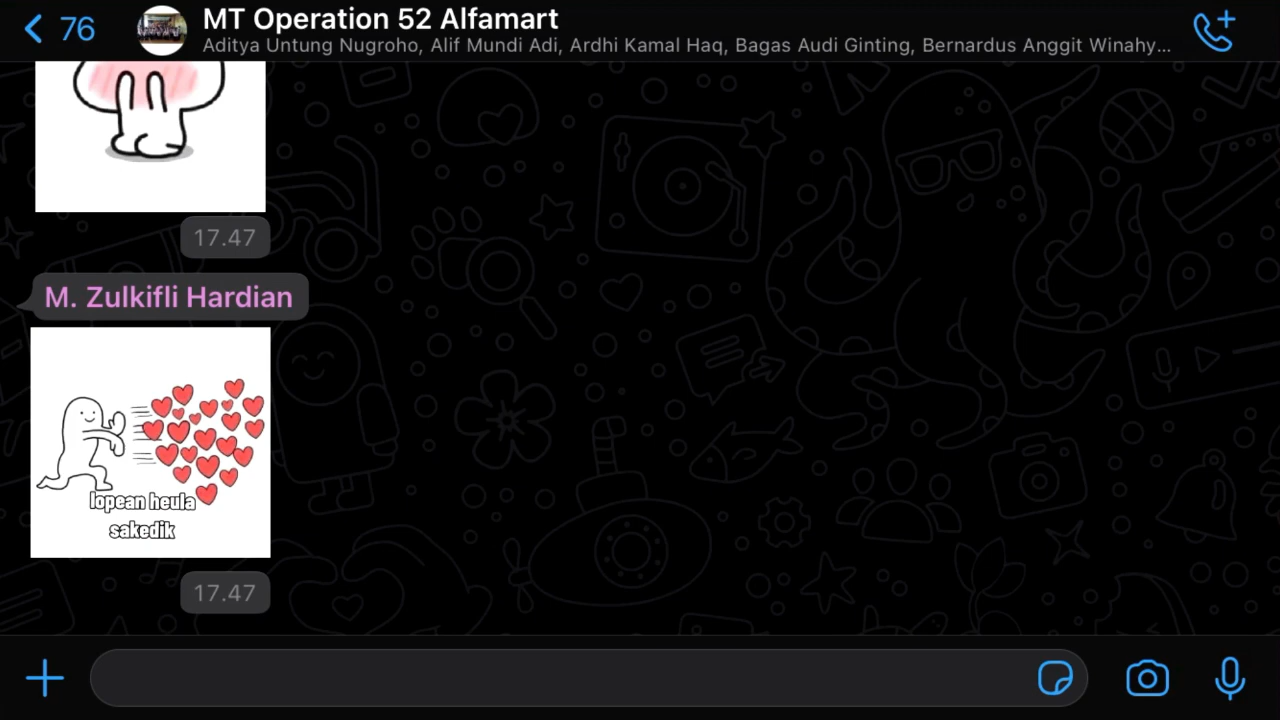 76
MT Operation 52 Alfamart
Aditya Untung Nugroho, Alif Mundi Adi, Ardhi Kamal Haq, Bagas Audi Ginting, Bernardus Anggit Winahy...
17.47
M. Zulkifli Hardian
lopean heula
sakedik
17.47